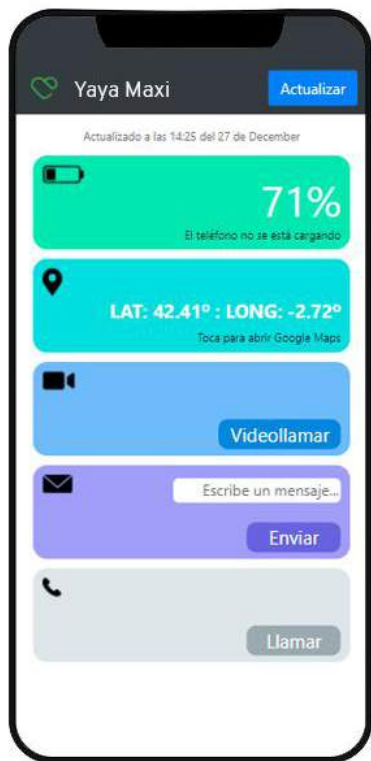 Yaya Maxi
Actualizar
Actualizado a las 14:25 del 27 de December
71%
El teléfono no se está cargando
LAT: 42.41º : LONG: -2.72º
Toca para abrir Google Maps
Videollamar
Escribe un mensaje...
Enviar
Llamar